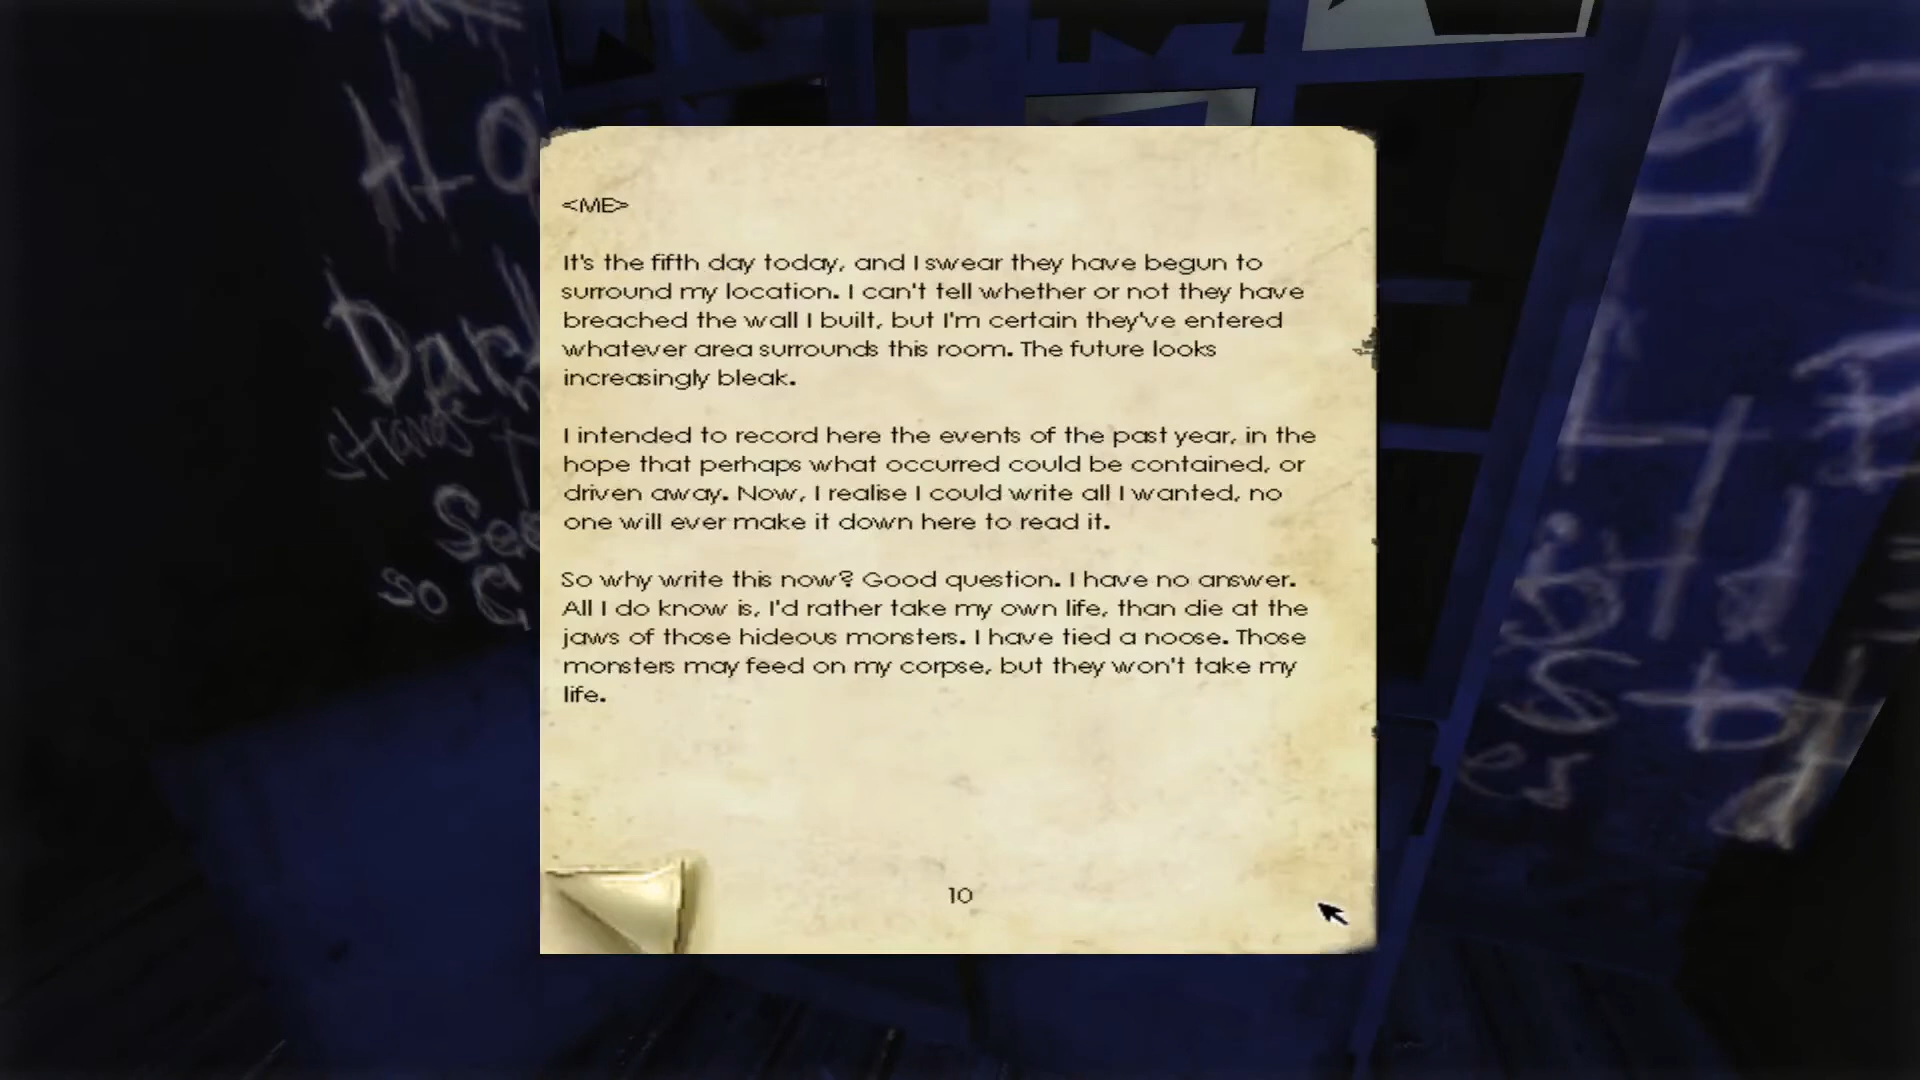 <ME>
It's the fifth day today, and I swear they have begun to
surround my location. I can't tell whether or not they have
breached the wall I built, but I'm certain they've entered
whatever area surrounds this room. The future looks
increasingly bleak.
I intended to record here the events of the past year, in the
hope that perhaps what occurred could be contained, or
driven away. Now, I realise I could write all I wanted, no
one will ever make it down here to read it.
So why write this now? Good question. I have no answer.
All I do know is, I'd rather take my own life, than die at the
jaws of those hideous monsters. I have tied a noose. Those
monsters may feed on my corpse, but they won't take my
life.
10
strange
so